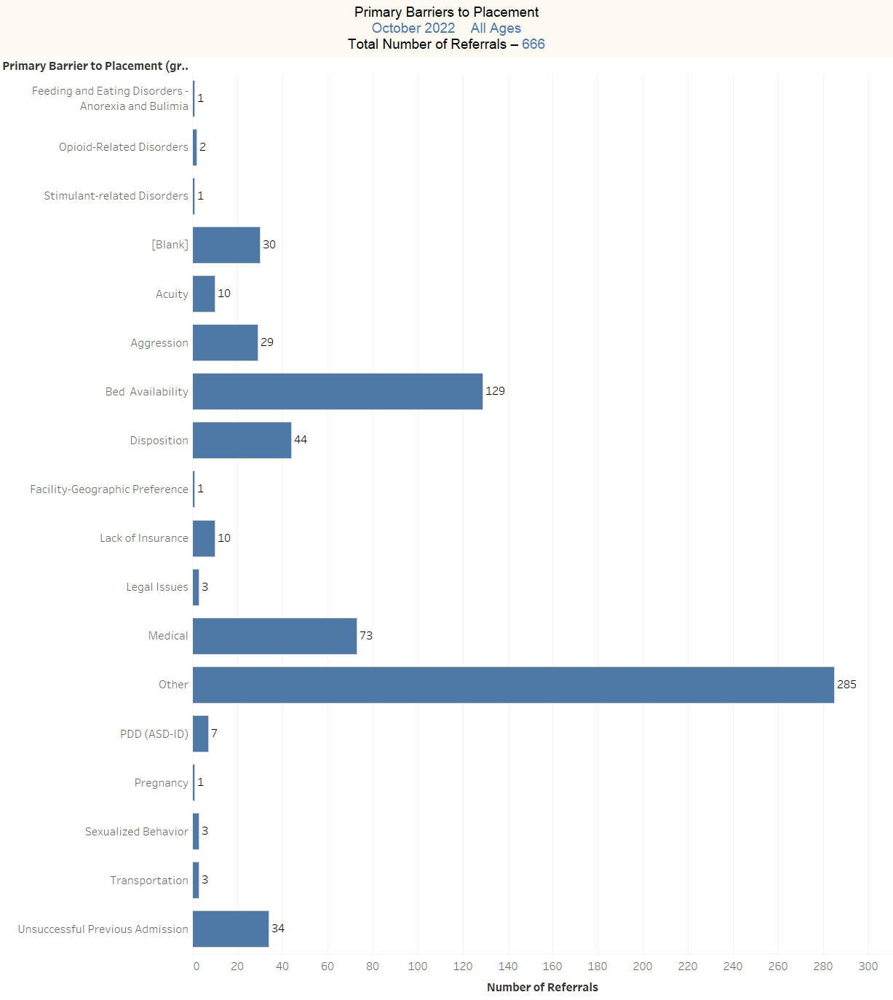 Primary Barriers to Placement
October 2022 All Ages
Total Number of Referrals – 666
Primary Barrier to Placement (gr..
Feeding and Eating Disorders -
Anorexia and Bulimia
1
Opioid-Related Disorders 2
Stimulant-related Disorders 1
[Blank] 30
Acuity 10
Aggression 29
Bed  Availability 129
Disposition 44
Facility-Geographic Preference 1
Lack of Insurance 10
Legal Issues 3
Medical 73
Other 285
PDD (ASD-ID) 7
Pregnancy 1
Sexualized Behavior 3
Transportation 3
Unsuccessful Previous Admission 34
0 20 40 60 80 100 120 140 160 180 200 220 240 260 280 300
Number of Referrals